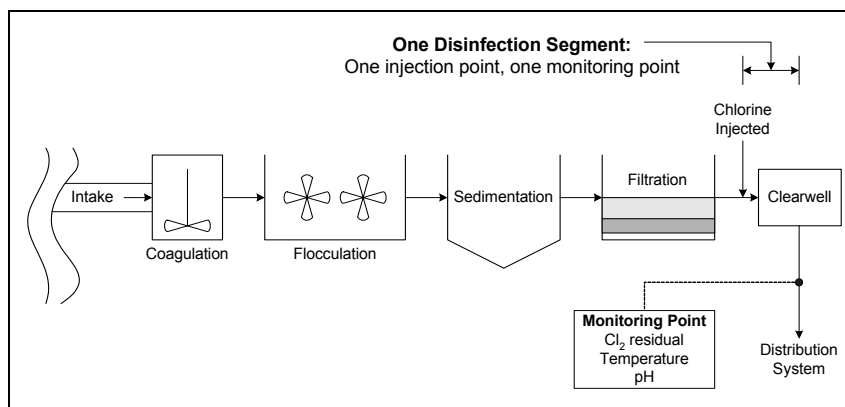 One Disinfection Segment:
One injection point, one monitoring point
Chlorine
Injected
Intake
Sedimentation
Filtration
Clearwell
Coagulation
Flocculation
Monitoring Point
Cl₂ residual
Temperature
pH
Distribution
System